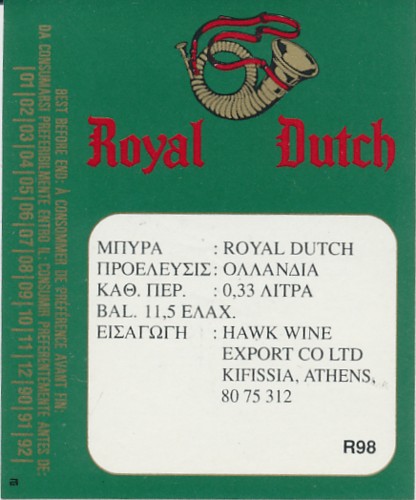 Royal Dutch
ΜΠΥΡΑ : ROYAL DUTCH
ΠΡΟΕΛΕΥΣΙΣ: ΟΛΛΑΝΔΙΑ
ΚΑΘ. ΠΕΡ. : 0,33 ΛΙΤΡΑ
BAL. 11,5 ΕΛΑΧ.
ΕΙΣΑΓΩΓΗ : HAWK WINE
EXPORT CO LTD
KIFISSIA, ATHENS,
80 75 312
R98
BEST BEFORE END: À CONSOMMER DE PRÉFÉRENCE AVANT FIN:
DA CONSUMARSI PREFERIBILMENTE ENTRO IL: CONSUMIR PREFERENTEMENTE ANTES DE:
|01|02|03|04|05|06|07|08|09|10|11|12|90|91|92|